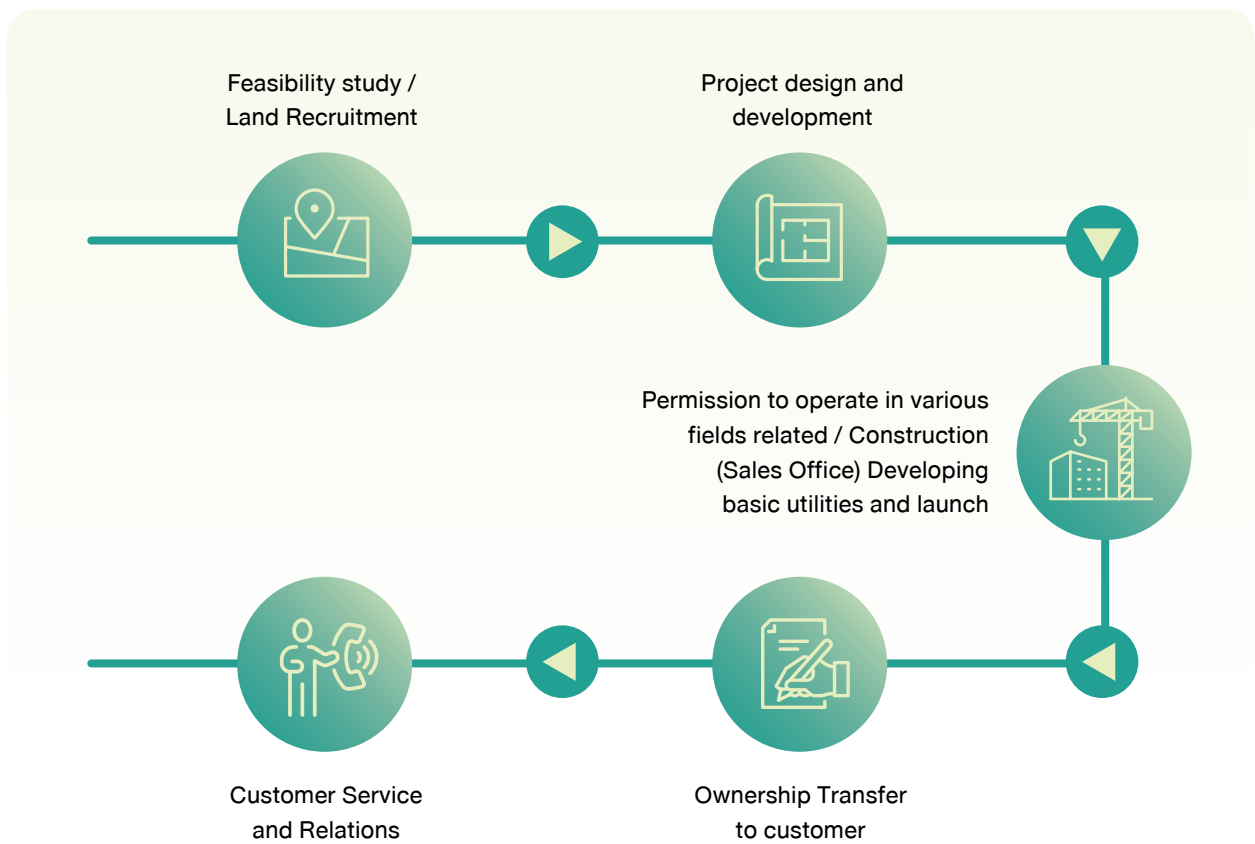 Feasibility study /
Land Recruitment
Project design and
development
Permission to operate in various
fields related / Construction
(Sales Office) Developing
basic utilities and launch
Customer Service
and Relations
Ownership Transfer
to customer